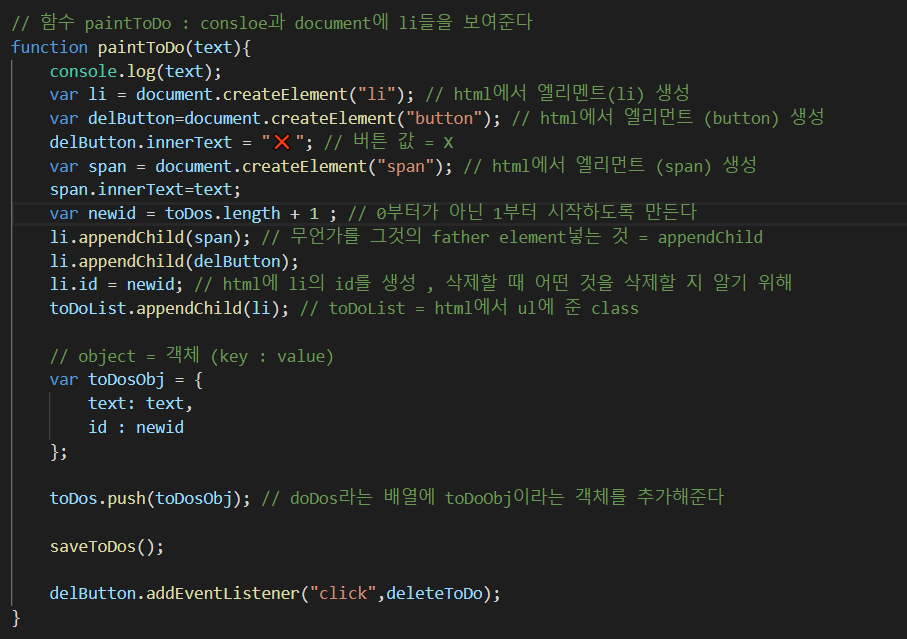 // 함수 paintToDo : consloe과 document에 li들을 보여준다
function paintToDo(text){
console.log(text);
var li = document.createElement("li"); // html에서 엘리멘트(li) 생성
var delButton=document.createElement("button"); // html에서 엘리먼트 (button) 생성
delButton.innerText = "❌"; // 버튼 값 = X
var span = document.createElement("span"); // html에서 엘리먼트 (span) 생성
span.innerText=text;
var newid = toDos.length + 1 ; // 0부터가 아닌 1부터 시작하도록 만든다
li.appendChild(span); // 무언가를 그것의 father element넣는 것 = appendChild
li.appendChild(delButton);
li.id = newid; // html에 li의 id를 생성 , 삭제할 때 어떤 것을 삭제할 지 알기 위해
toDoList.appendChild(li); // toDoList = html에서 ul에 준 class
// object = 객체 (key : value)
var toDosObj = {
text: text,
id : newid
};
toDos.push(toDosObj); // doDos라는 배열에 toDoObj이라는 객체를 추가해준다
saveToDos();
delButton.addEventListener("click",deleteToDo);
}